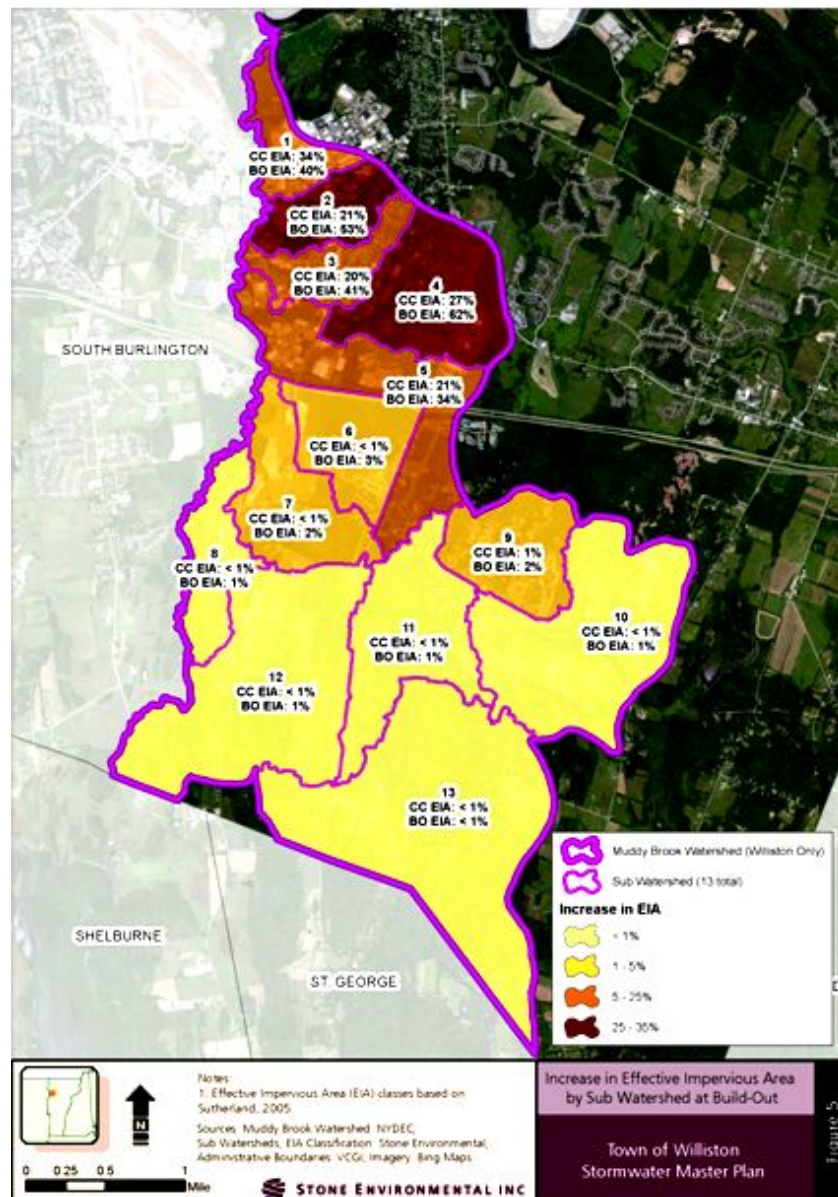 1
CC EIA: 34%
BO EIA: 40%
2
CC EIA: 21%
BO EIA: 53%
3
CC EIA: 20%
BO EIA: 41%
4
CC EIA: 27%
BO EIA: 62%
SOUTH BURLINGTON
5
CC EIA: 21%
BO EIA: 34%
6
CC EIA: < 1%
BO EIA: 3%
7
CC EIA: < 1%
BO EIA: 2%
8
CC EIA: < 1%
BO EIA: 1%
9
CC EIA: 1%
BO EIA: 2%
10
CC EIA: < 1%
BO EIA: 1%
11
CC EIA: < 1%
BO EIA: 1%
12
CC EIA: < 1%
BO EIA: 1%
13
CC EIA: < 1%
BO EIA: < 1%
SHELBURNE
ST. GEORGE
Muddy Brook Watershed (Williston Only)
Sub Watershed (13 total)
Increase in EIA
< 1%
1 - 5%
5 - 25%
25 - 35%
Notes:
1. Effective Impervious Area (EIA) classes based on
Sutherland, 2005
Sources: Muddy Brook Watershed: NYDEC,
Sub Watersheds, EIA Classification: Stone Environmental,
Administrative Boundaries: VCGI, Imagery: Bing Maps
N
0 0.25 0.5 1
Mile
STONE ENVIRONMENTAL INC
Increase in Effective Impervious Area
by Sub Watershed at Build-Out
Town of Williston
Stormwater Master Plan
Figure 5